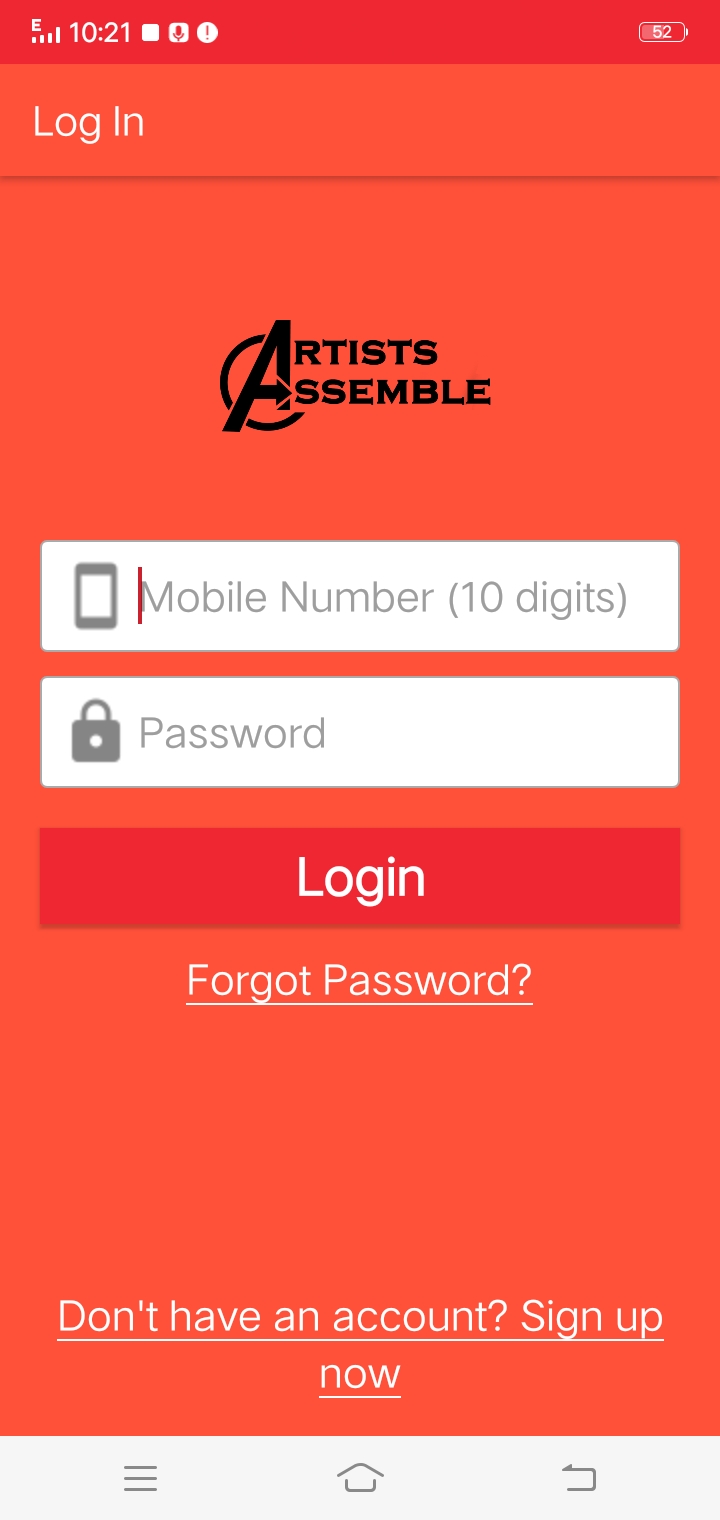 E
10:21
52
Log In
ARTISTS
ASSEMBLE
Mobile Number (10 digits)
Password
Login
Forgot Password?
Don't have an account? Sign up
now